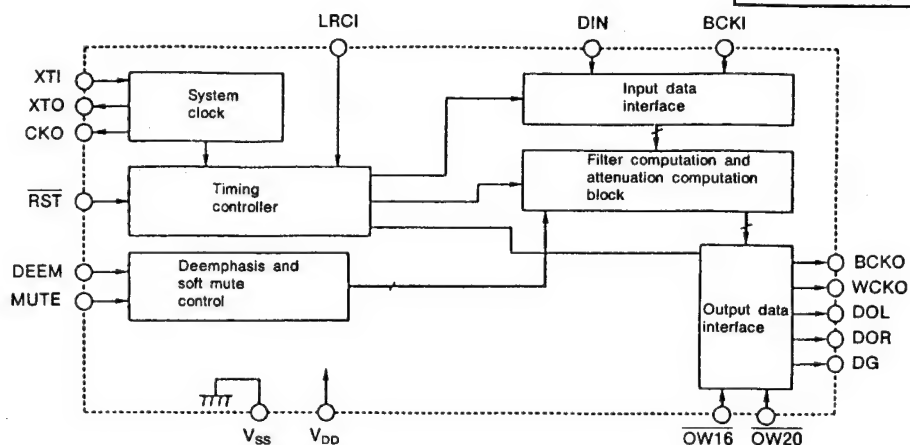 LRCI
DIN
BCKI
XTI
XTO
CKO
System
clock
Input data
interface
RST
Timing
controller
Filter computation and
attenuation computation
block
DEEM
MUTE
Deemphasis and
soft mute
control
Output data
interface
BCKO
WCKO
DOL
DOR
DG
VSS
VDD
OW16
OW20